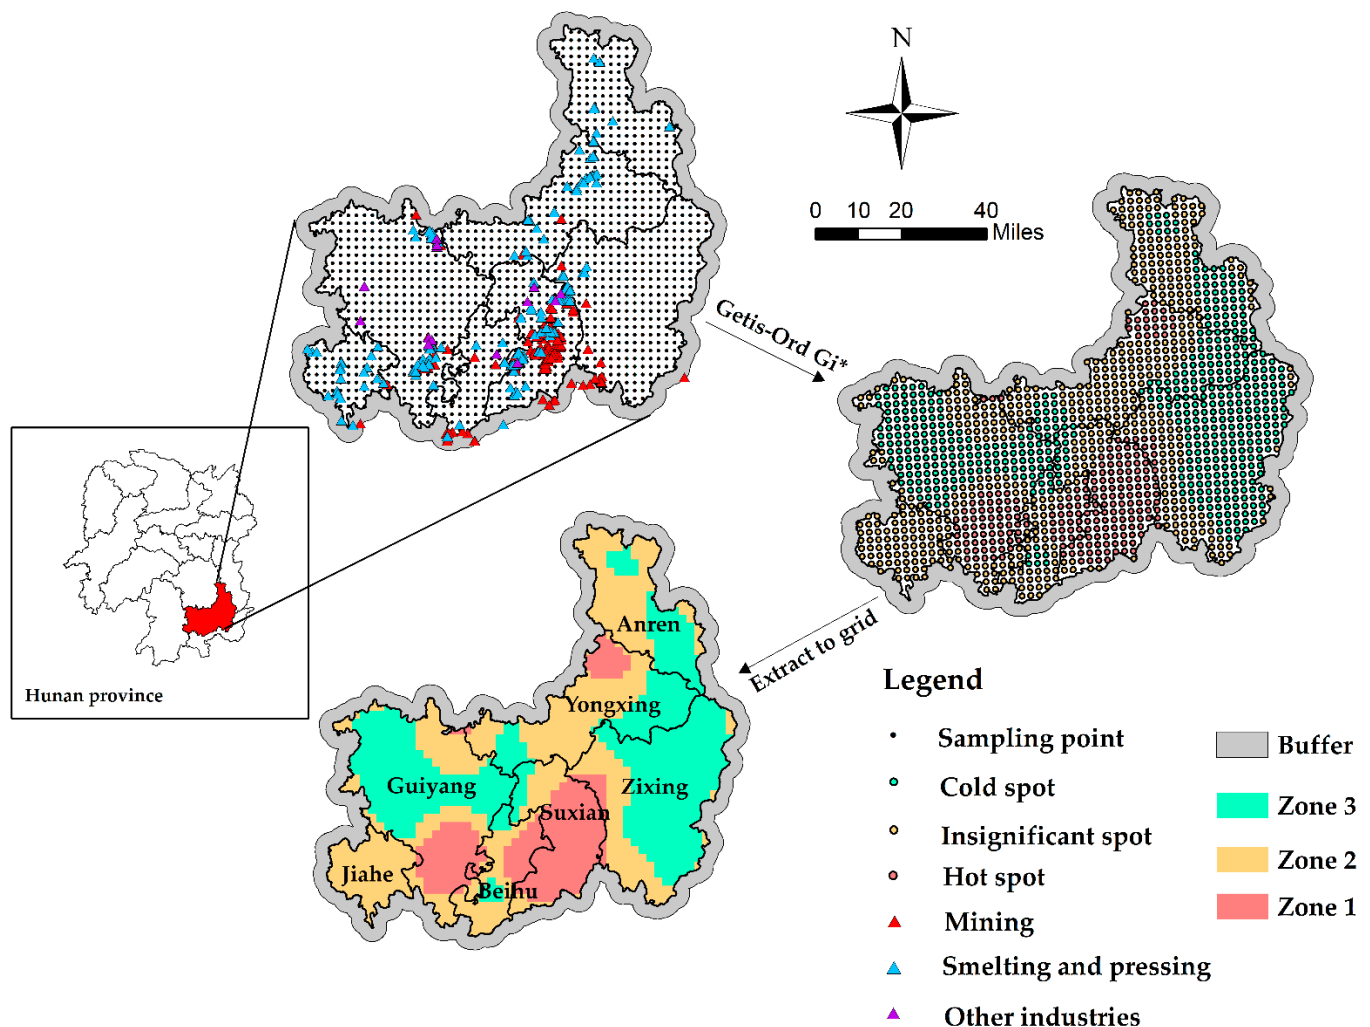 N
0 10 20 40
Miles
Getis-Ord Gi*
Extract to grid
Hunan province
Anren
Yongxing
Guiyang
Zixing
Suxian
Jiahe
Beihu
Legend
Sampling point
Cold spot
Insignificant spot
Hot spot
Mining
Smelting and pressing
Other industries
Buffer
Zone 3
Zone 2
Zone 1